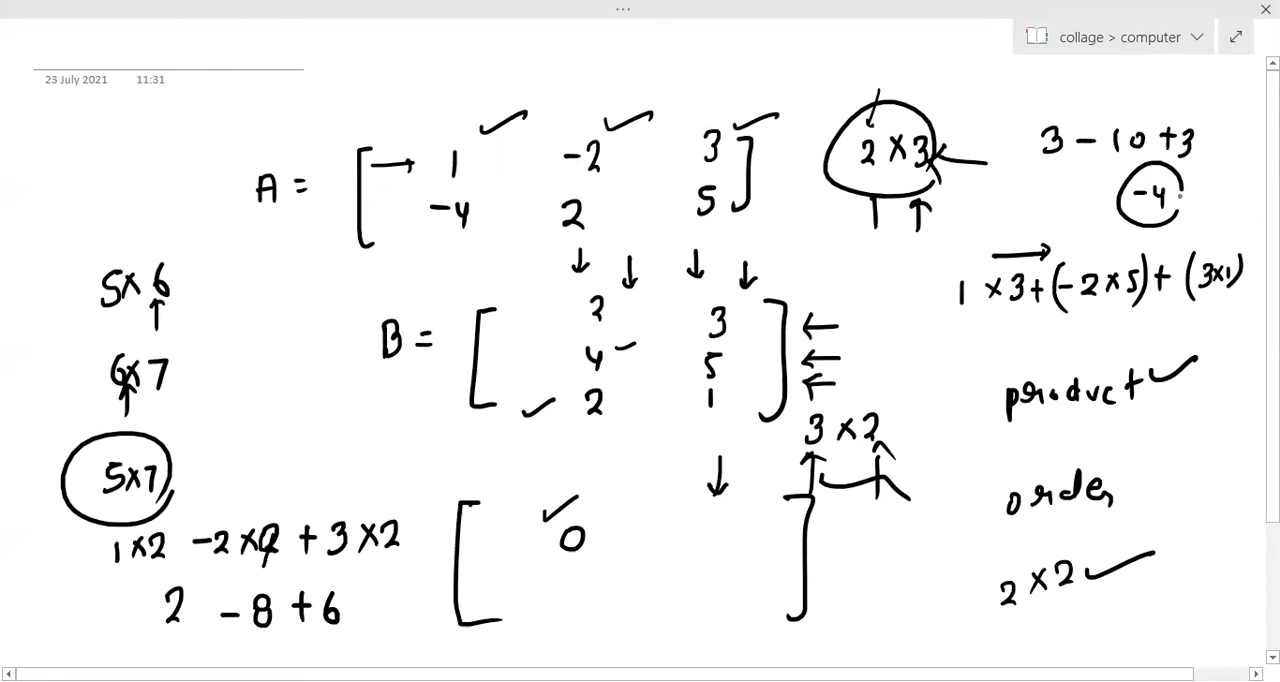 collage > computer
23 July 2021 11:31
A = [ 1 -2 3
-4 2 5 ]
2 × 3
3 - 10 + 3
-4
1 × 3 + (-2 × 5) + (3×1)
5 × 6
6 × 7
5×7
B = [ 2 3
4 5
2 1 ]
3 × 2
product
order
2 × 2
1 × 2 - 2 × 4 + 3 × 2
2 - 8 + 6
[ 0 ]